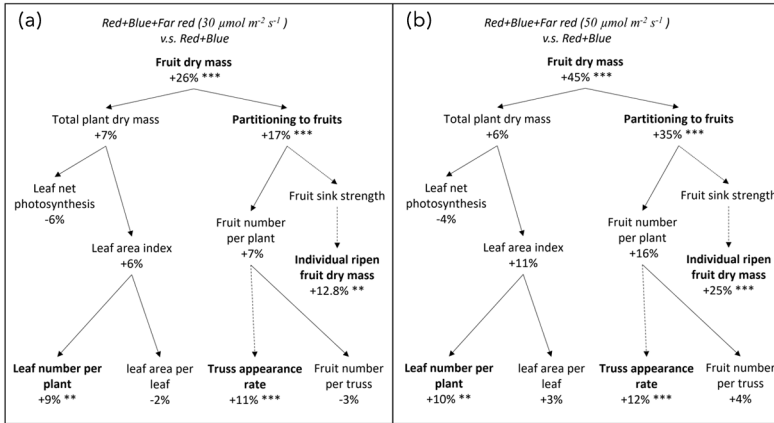 (a)
Red+Blue+Far red (30 µmol m⁻² s⁻¹ )
v.s. Red+Blue
Fruit dry mass
+26% ***
Total plant dry mass
+7%
Partitioning to fruits
+17% ***
Leaf net
photosynthesis
-6%
Fruit sink strength
Fruit number
per plant
+7%
Leaf area index
+6%
Individual ripen
fruit dry mass
+12.8% **
Leaf number per
plant
+9% **
leaf area per
leaf
-2%
Truss appearance
rate
+11% ***
Fruit number
per truss
-3%
(b)
Red+Blue+Far red (50 µmol m⁻² s⁻¹ )
v.s. Red+Blue
Fruit dry mass
+45% ***
Total plant dry mass
+6%
Partitioning to fruits
+35% ***
Leaf net
photosynthesis
-4%
Fruit sink strength
Fruit number
per plant
+16%
Leaf area index
+11%
Individual ripen
fruit dry mass
+25% ***
Leaf number per
plant
+10% **
leaf area per
leaf
+3%
Truss appearance
rate
+12% ***
Fruit number
per truss
+4%